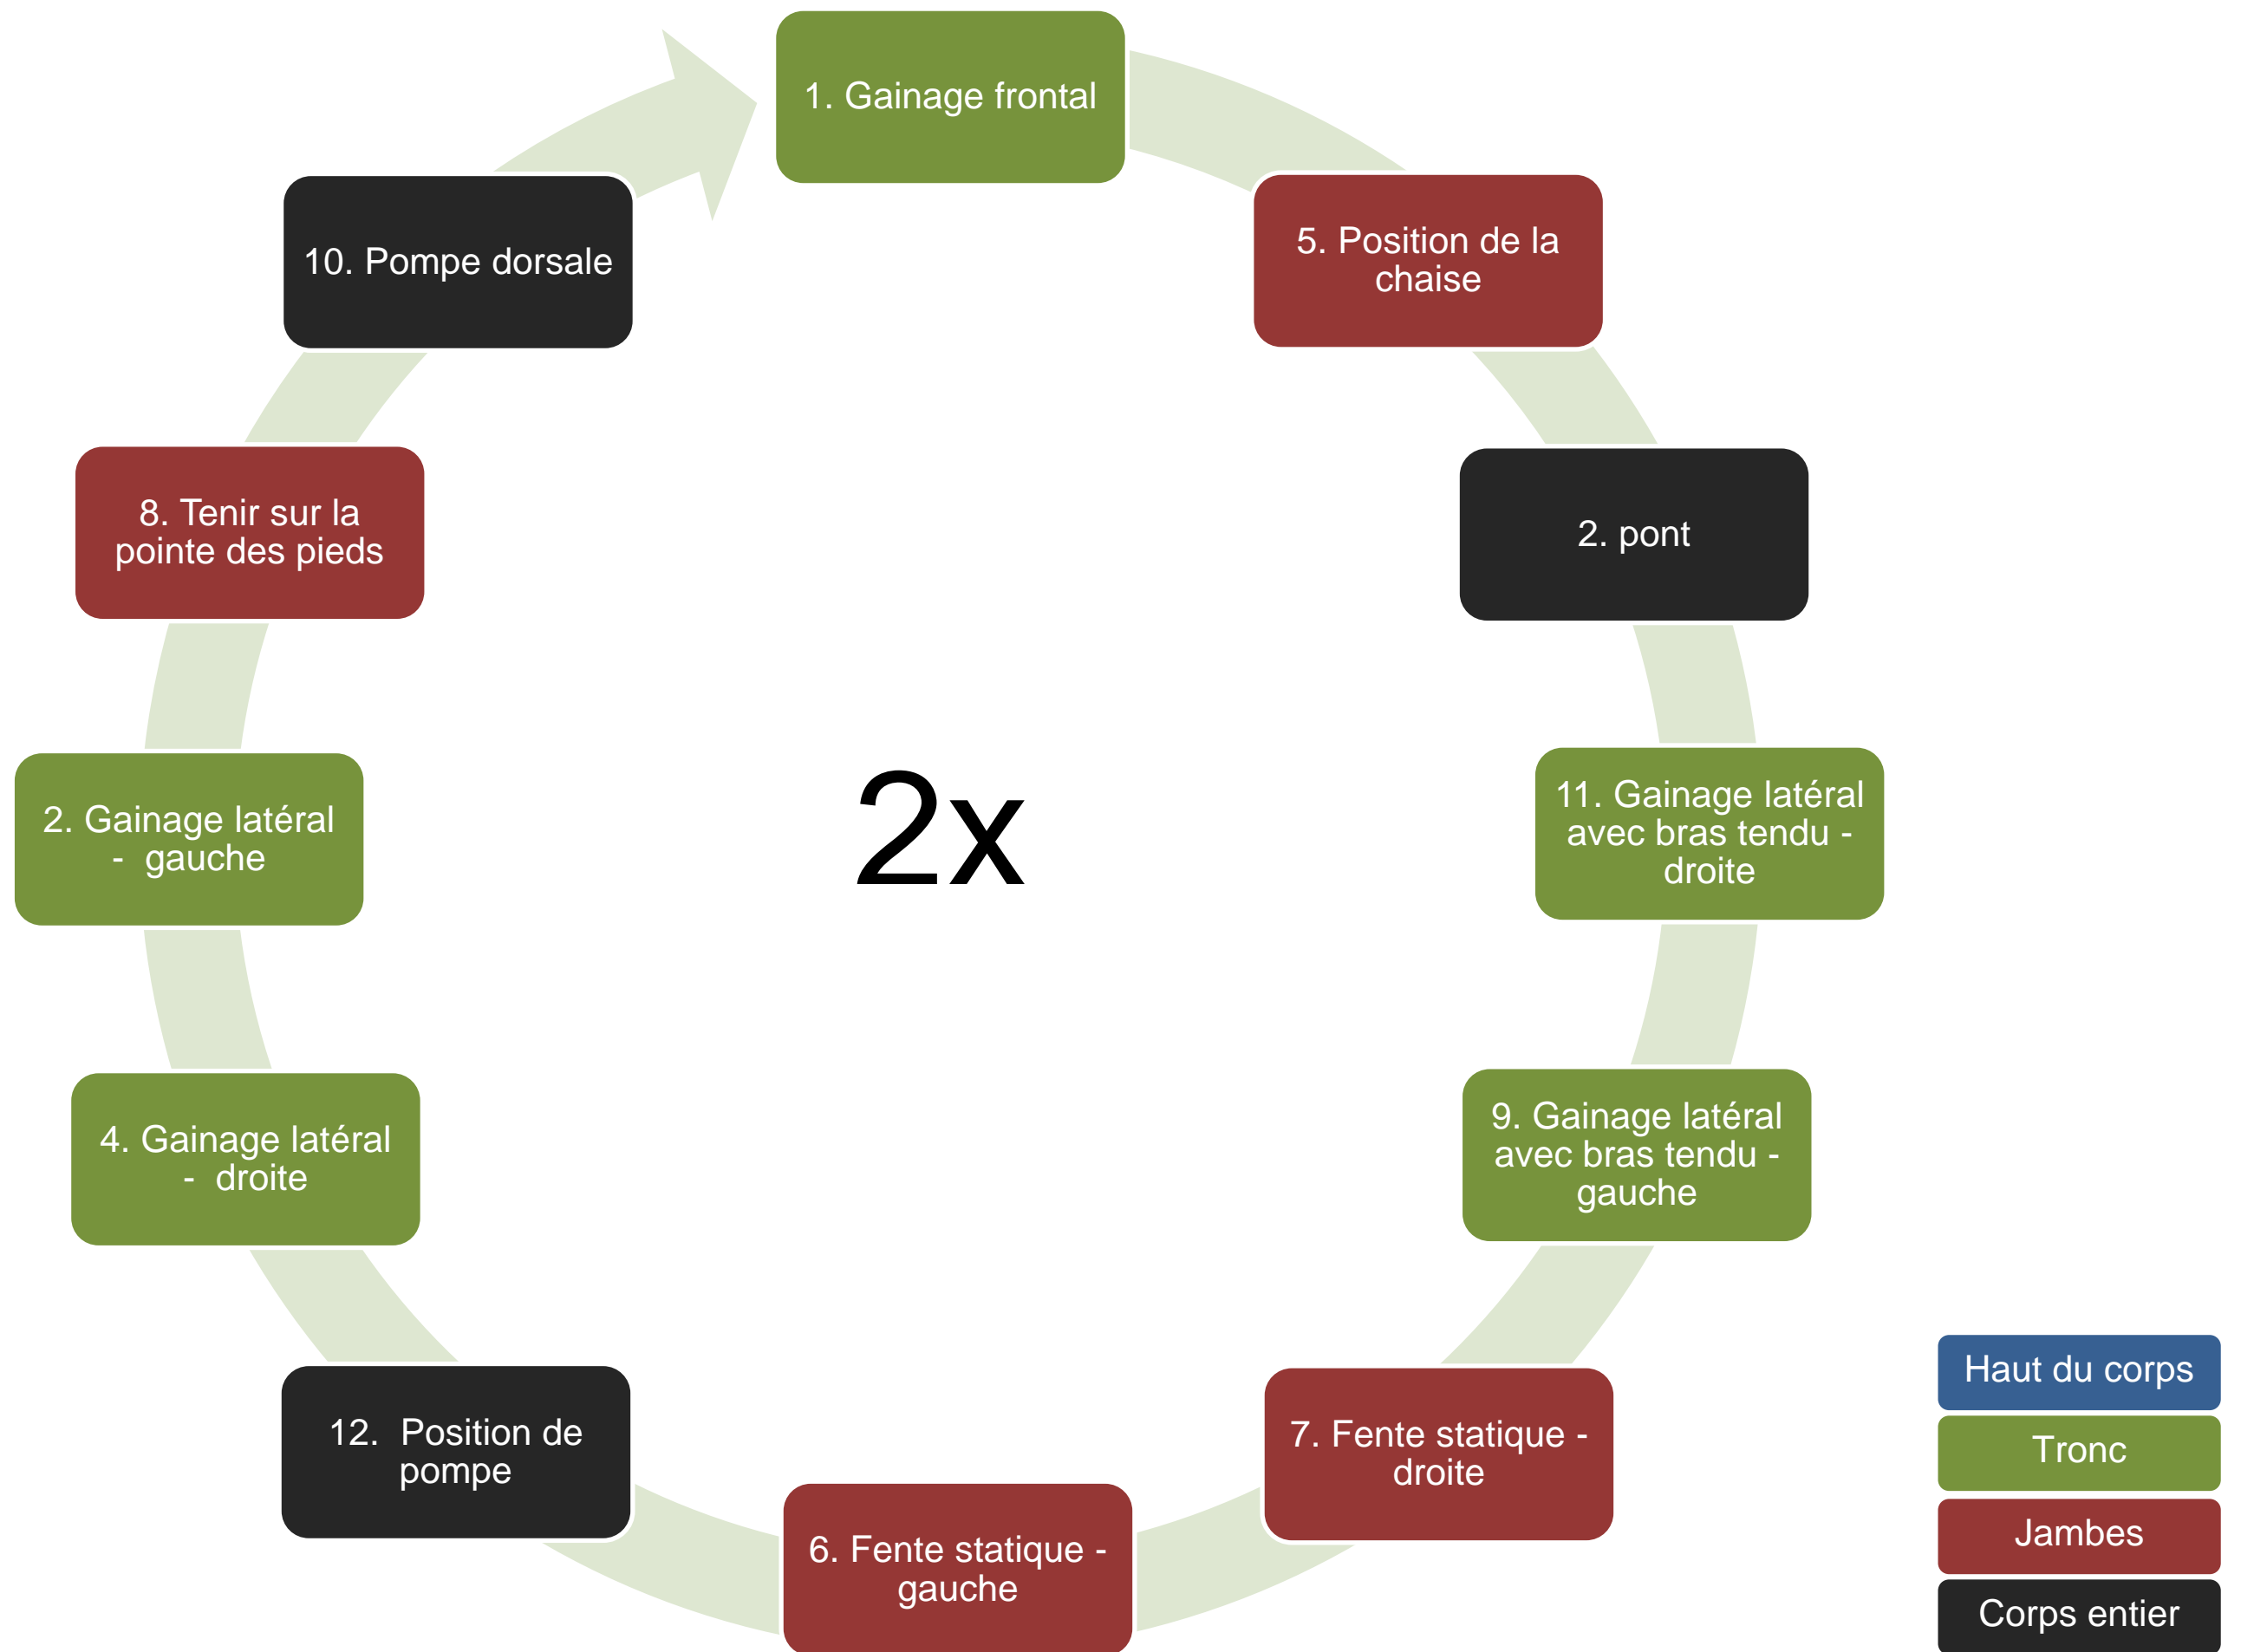 1. Gainage frontal
5. Position de la
chaise
2. pont
11. Gainage latéral
avec bras tendu -
droite
9. Gainage latéral
avec bras tendu -
gauche
7. Fente statique -
droite
6. Fente statique -
gauche
12.  Position de
pompe
4. Gainage latéral
-  droite
2. Gainage latéral
-  gauche
8. Tenir sur la
pointe des pieds
10. Pompe dorsale
2x
Haut du corps
Tronc
Jambes
Corps entier